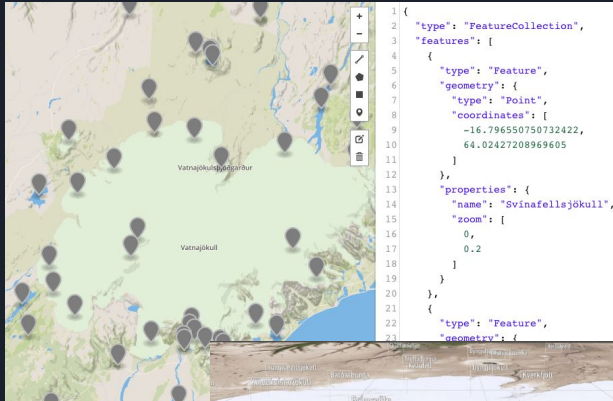 +
−
Vatnajökulsþjóðgarður
Vatnajökull
1 {
2 "type": "FeatureCollection",
3 "features": [
4 {
5 "type": "Feature",
6 "geometry": {
7 "type": "Point",
8 "coordinates": [
9 -16.796550750732422,
10 64.02427208969605
11 ]
12 },
13 "properties": {
14 "name": "Svínafellsjökull",
15 "zoom": [
16 0,
17 0.2
18 ]
19 }
20 },
21 {
22 "type": "Feature",
23 "geometry": {
Kverkfjöll